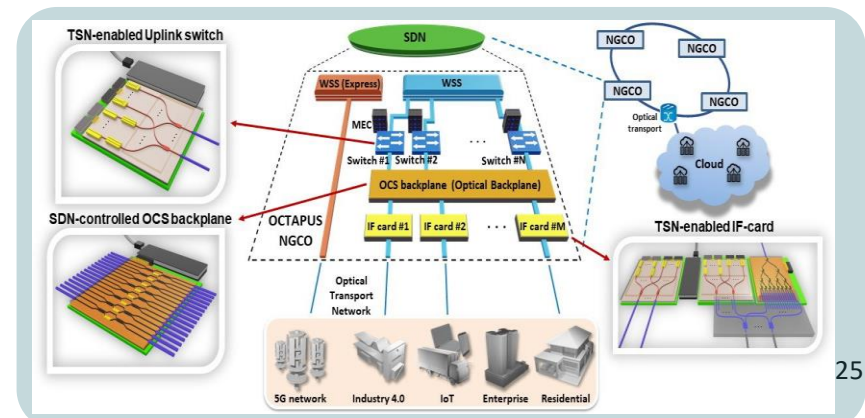 TSN-enabled Uplink switch
SDN
NGCO
NGCO
NGCO
NGCO
WSS (Express)
WSS
MEC
Optical
transport
Switch #1 Switch #2 . . . Switch #N
Cloud
OCS backplane (Optical Backplane)
SDN-controlled OCS backplane
OCTAPUS
NGCO
IF card #1
IF card #2
. . .
IF card #M
TSN-enabled IF-card
Optical
Transport
Network
5G network
Industry 4.0
IoT
Enterprise
Residential
25